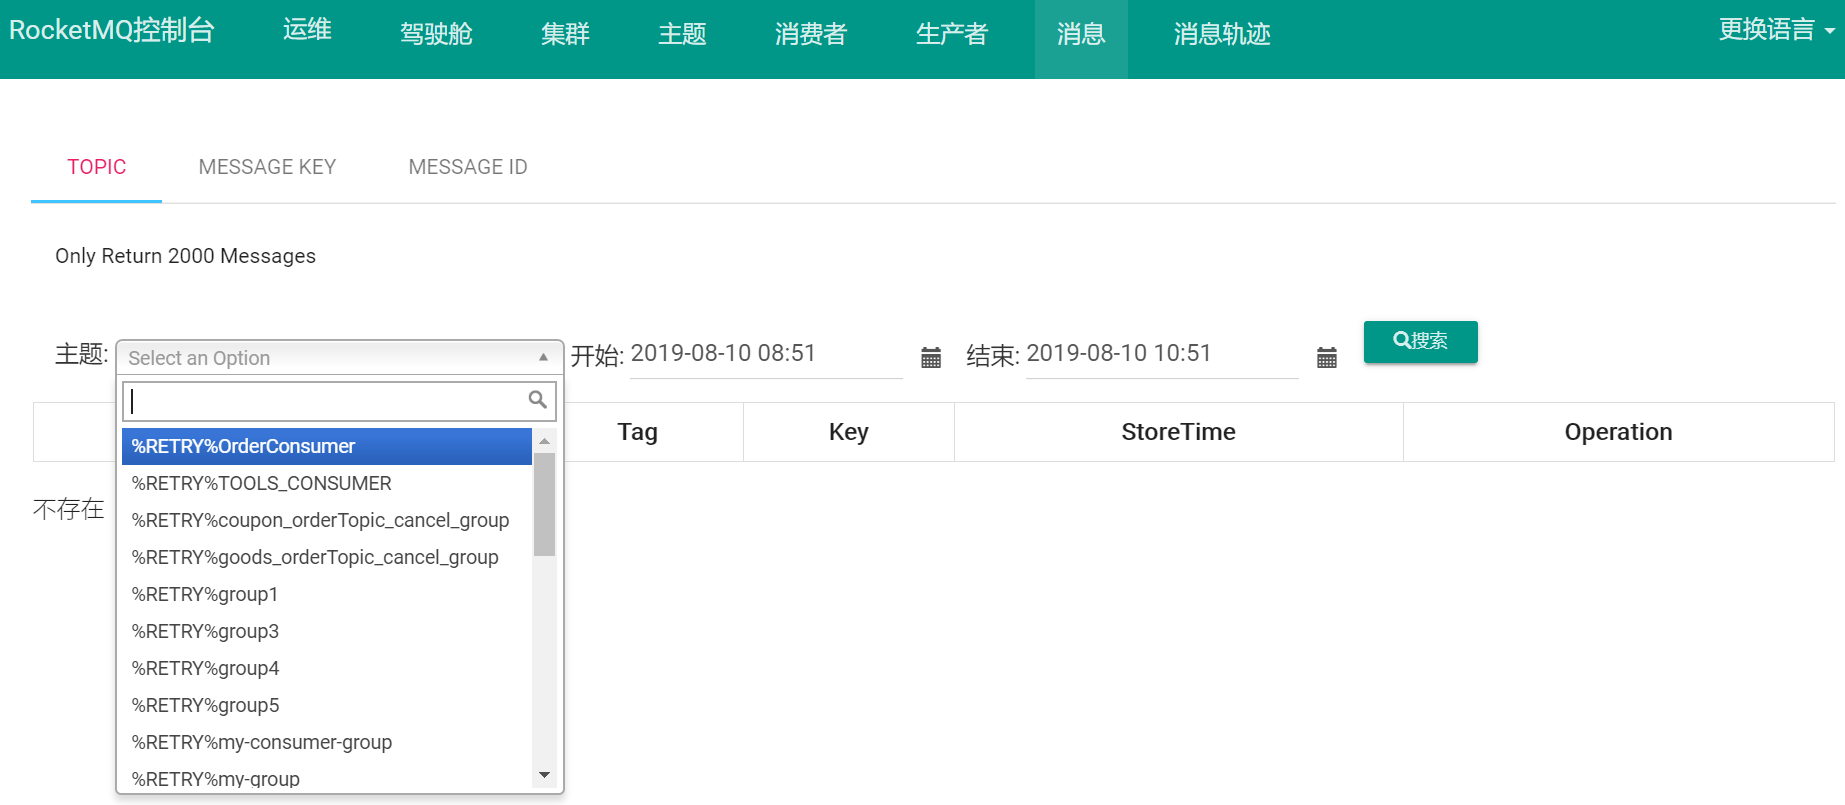 RocketMQ控制台 运维 驾驶舱 集群 主题 消费者 生产者 消息 消息轨迹 更换语言
TOPIC MESSAGE KEY MESSAGE ID
Only Return 2000 Messages
主题: Select an Option 开始: 2019-08-10 08:51 结束: 2019-08-10 10:51 搜索
Tag Key StoreTime Operation
不存在
%RETRY%OrderConsumer
%RETRY%TOOLS_CONSUMER
%RETRY%coupon_orderTopic_cancel_group
%RETRY%goods_orderTopic_cancel_group
%RETRY%group1
%RETRY%group3
%RETRY%group4
%RETRY%group5
%RETRY%my-consumer-group
%RETRY%my-group